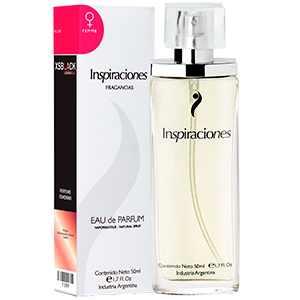 FEMME
XSBLACK
PERFUME
FEMENINO
Inspiraciones
FRAGANCIAS
EAU de PARFUM
VAPORISATEUR - NATURAL SPRAY
Contenido Neto 50ml
e 1.7 fl. Oz
Industria Argentina
Inspiraciones
Contenido Neto 50ml
e 1.7 fl. Oz
Industria Argentina